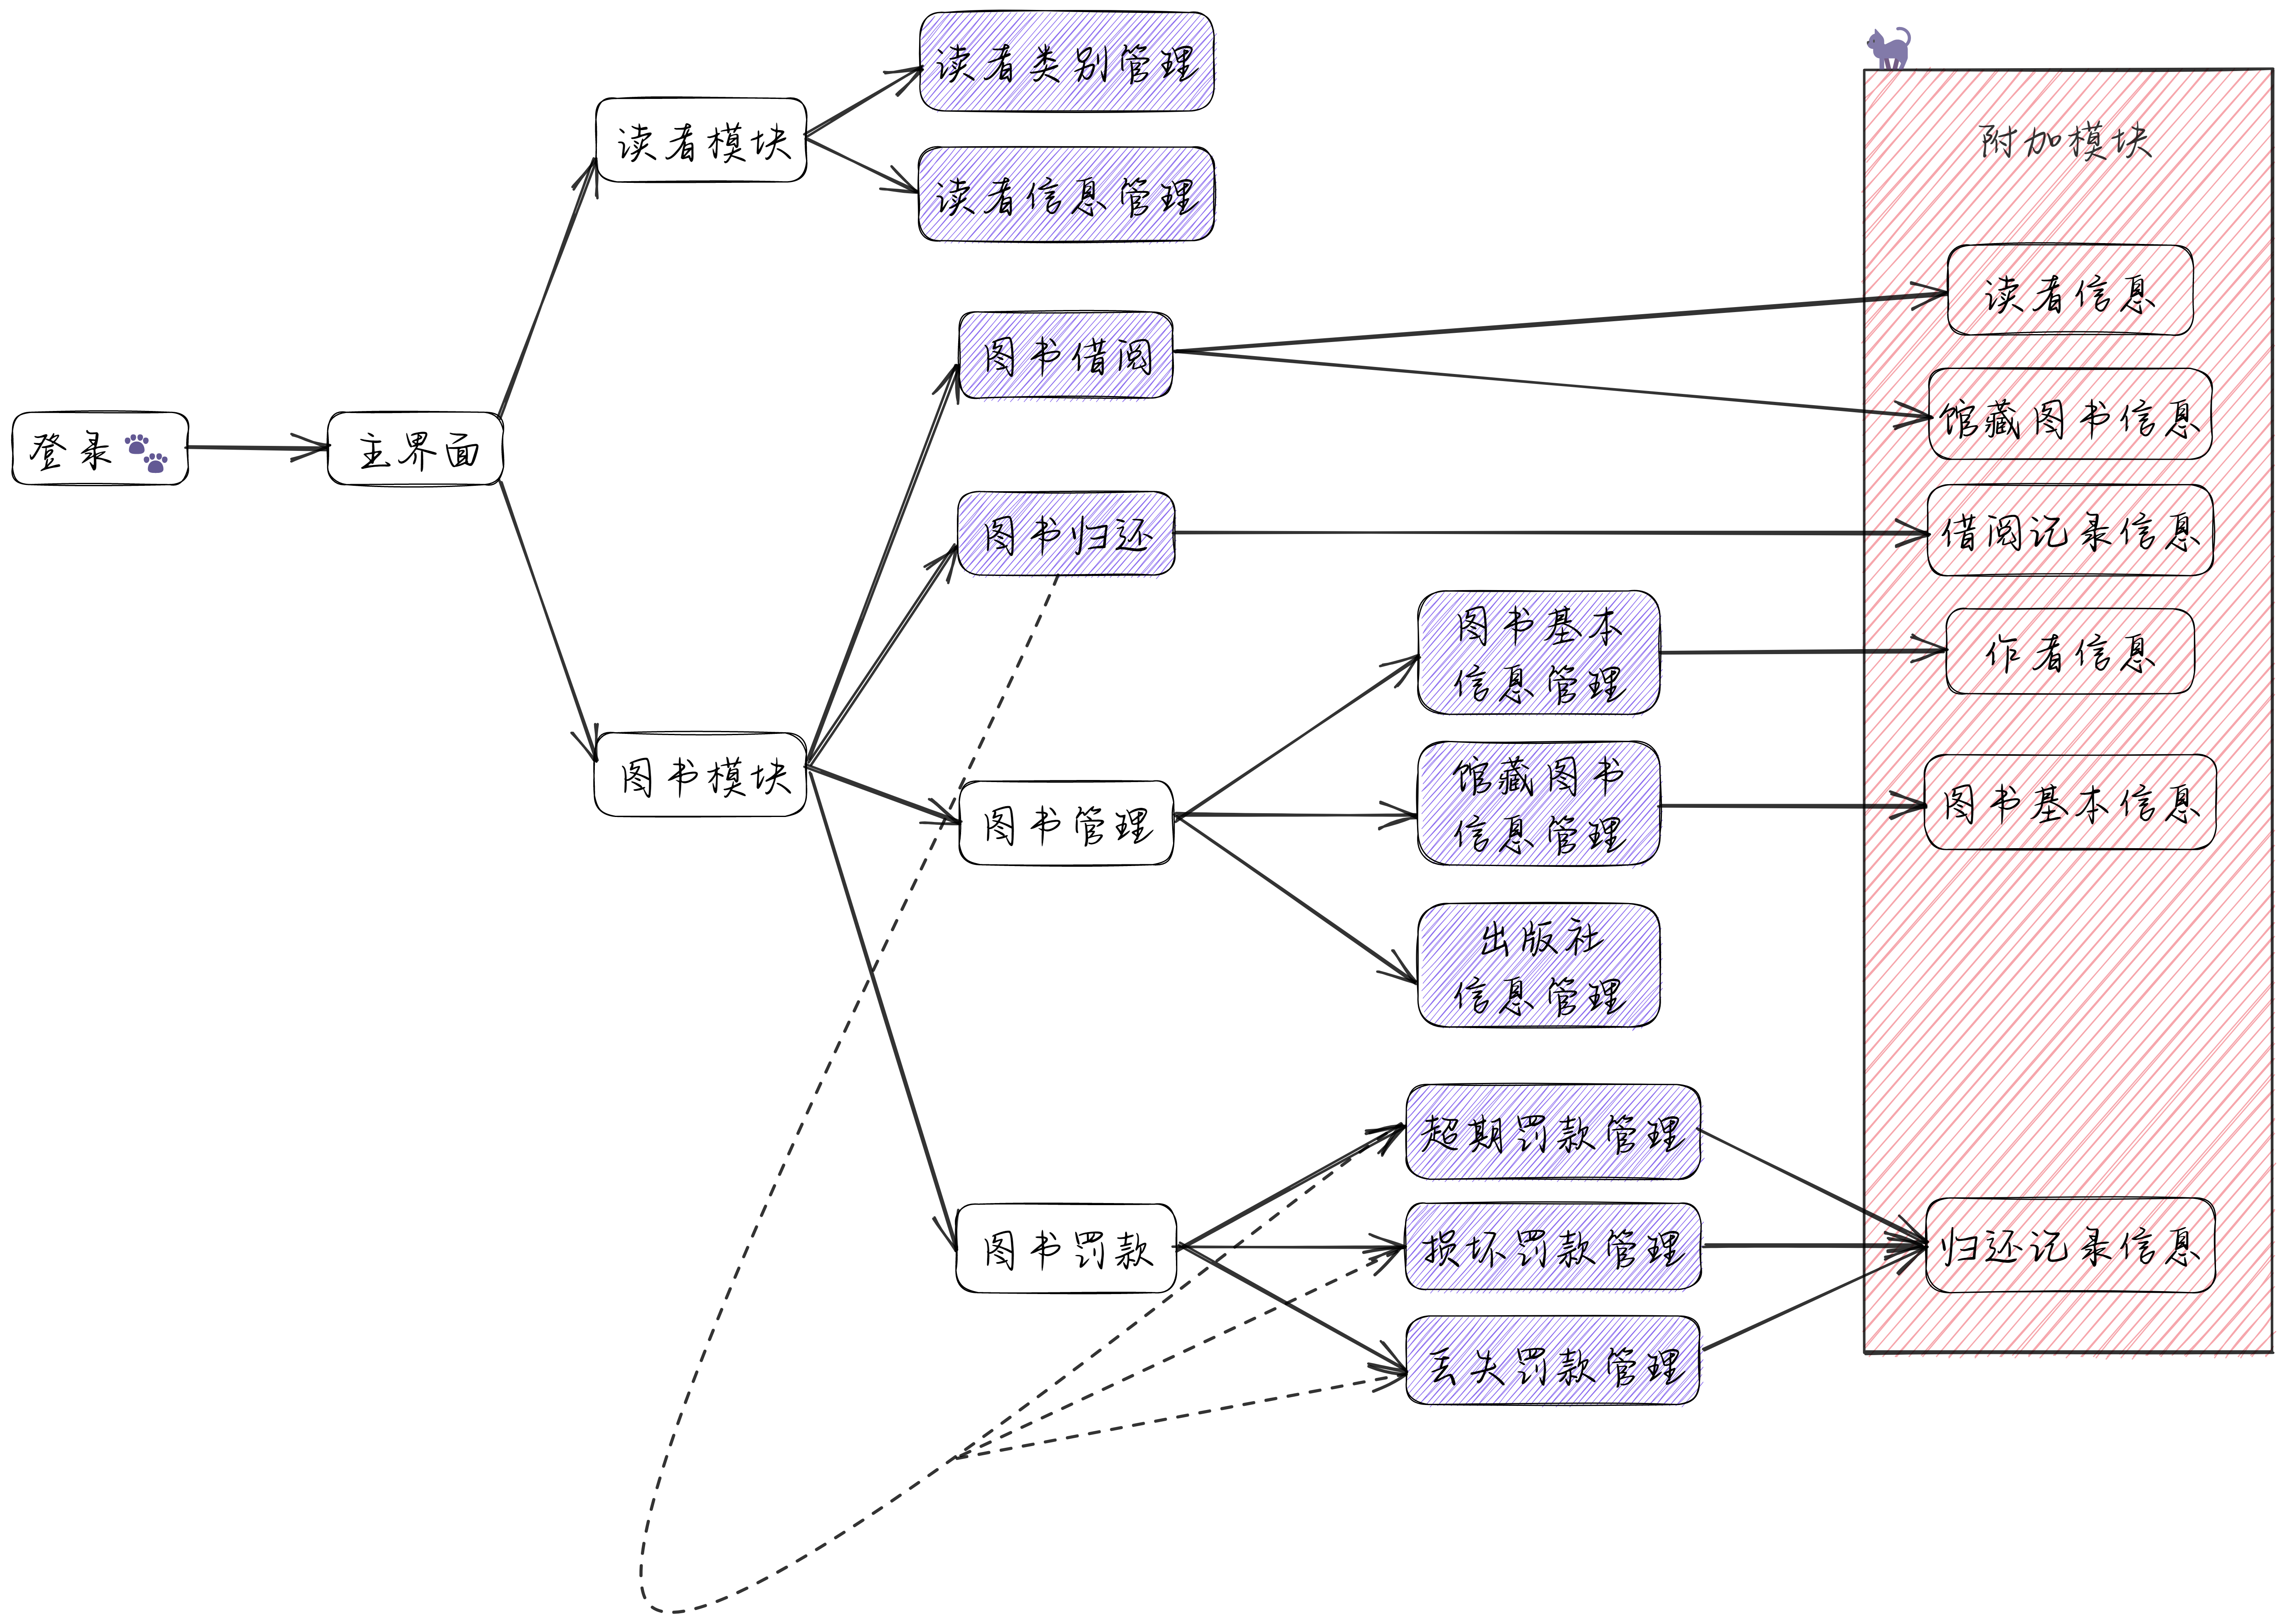 读者类别管理
读者模块
附加模块
读者信息管理
读者信息
图书借阅
馆藏图书信息
登录
主界面
图书归还
借阅记录信息
图书基本
信息管理
作者信息
图书模块
图书管理
馆藏图书
信息管理
图书基本信息
出版社
信息管理
超期罚款管理
图书罚款
损坏罚款管理
归还记录信息
丢失罚款管理